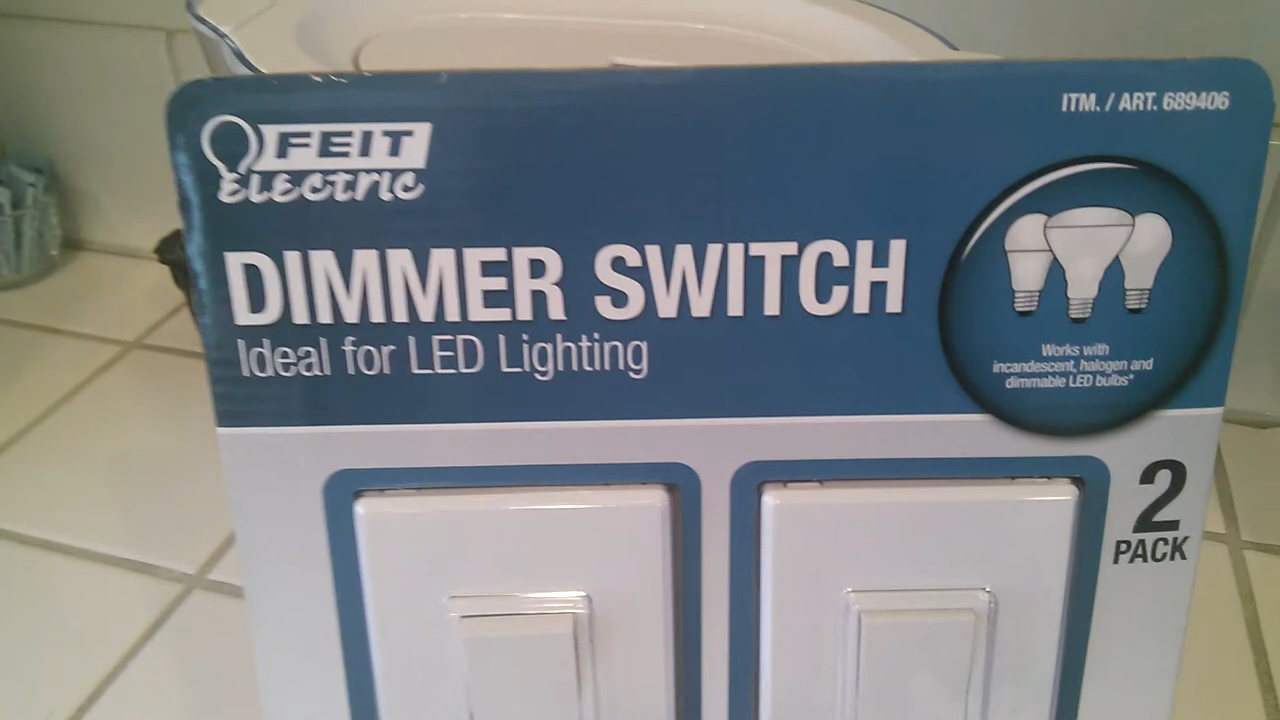 ITM. / ART. 689406
FEIT
ELECTRIC
DIMMER SWITCH
Ideal for LED Lighting
Works with
incandescent, halogen and
dimmable LED bulbs*
2
PACK